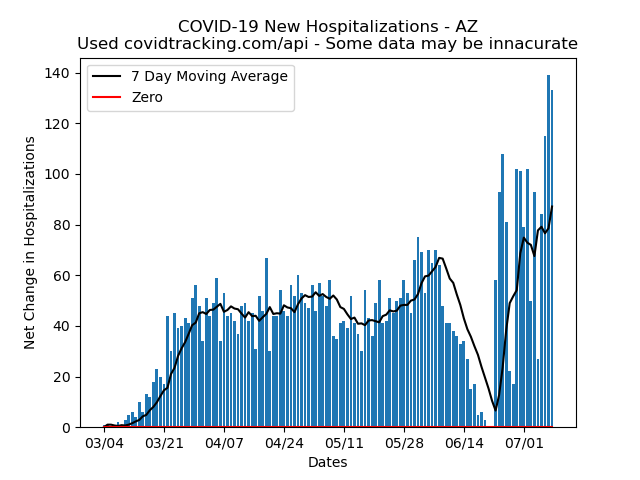 COVID-19 New Hospitalizations - AZ
Used covidtracking.com/api - Some data may be innacurate
7 Day Moving Average
Zero
140
120
100
80
60
40
20
0
Net Change in Hospitalizations
03/04 03/21 04/07 04/24 05/11 05/28 06/14 07/01
Dates